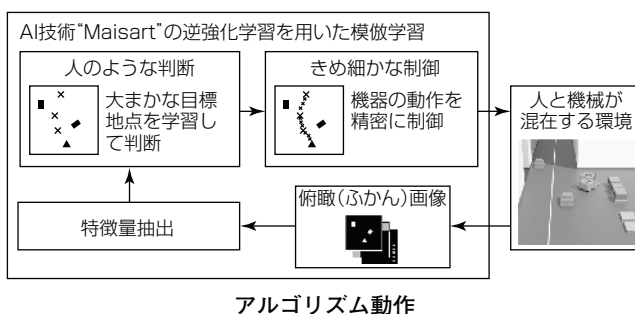 AI技術“Maisart”の逆強化学習を用いた模倣学習
人のような判断
大まかな目標
地点を学習し
て判断
きめ細かな制御
機器の動作を
精密に制御
人と機械が
混在する環境
俯瞰(ふかん)画像
特徴量抽出
アルゴリズム動作